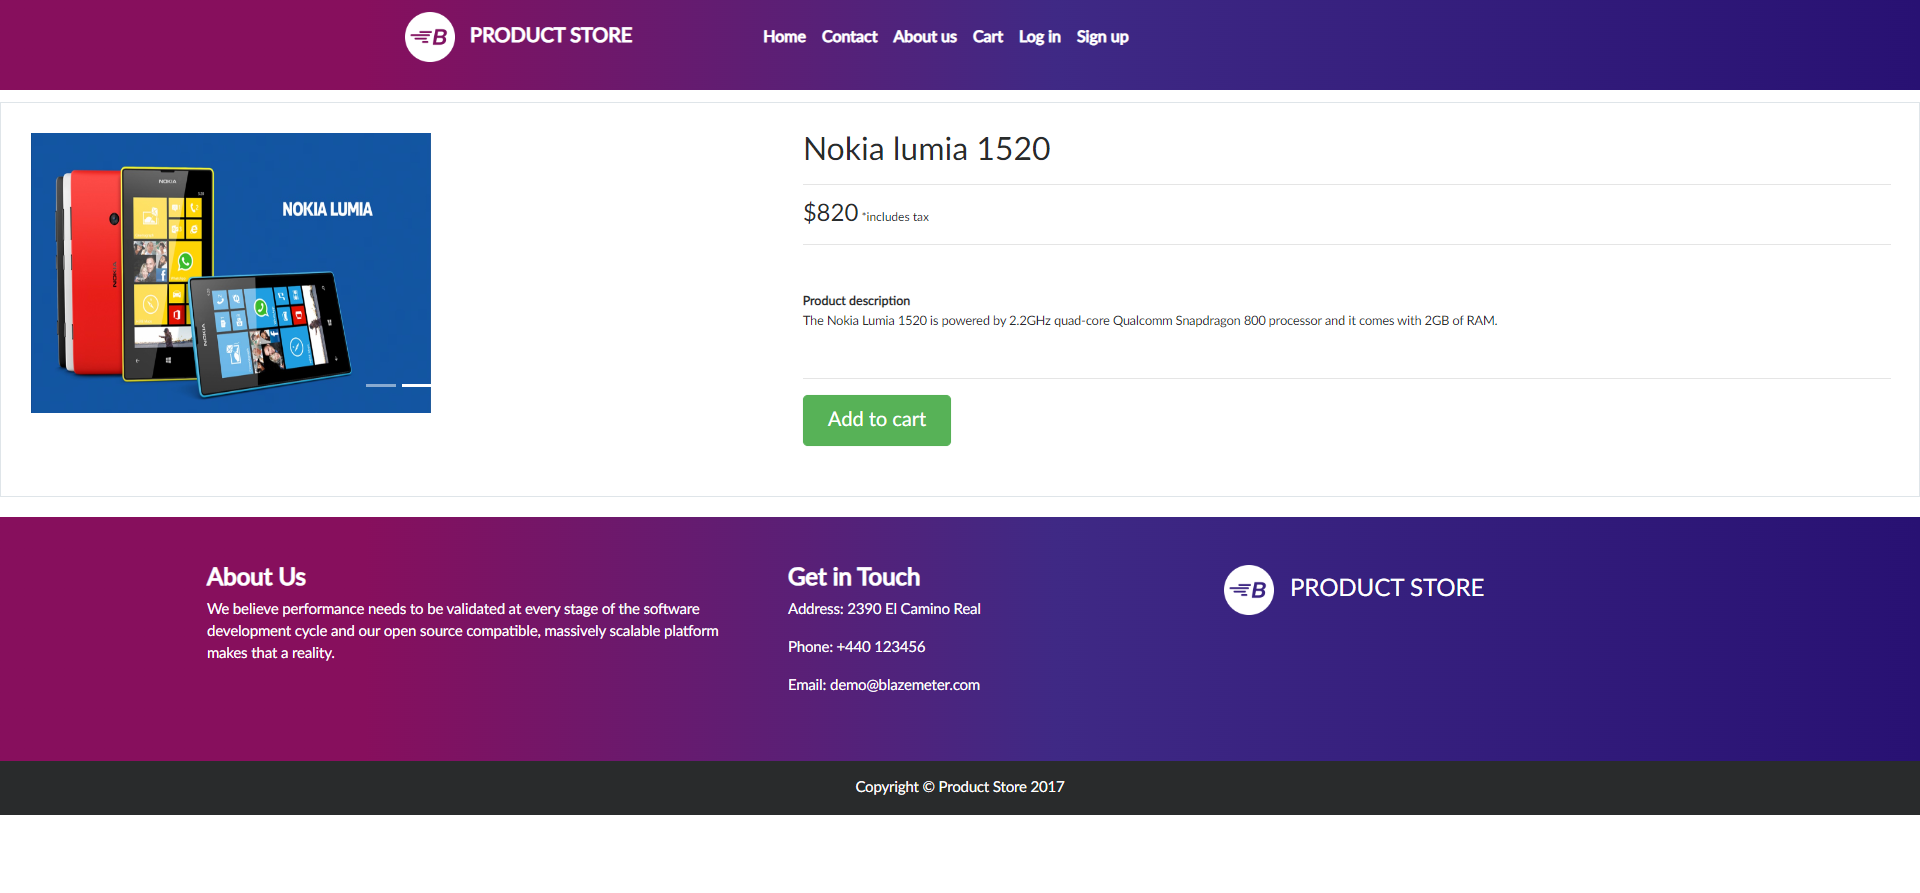 B PRODUCT STORE
Home Contact About us Cart Log in Sign up
NOKIA
NOKIA LUMIA
NOKIA
NOKIA
Nokia lumia 1520
$820 *includes tax
Product description
The Nokia Lumia 1520 is powered by 2.2GHz quad-core Qualcomm Snapdragon 800 processor and it comes with 2GB of RAM.
Add to cart
About Us
We believe performance needs to be validated at every stage of the software
development cycle and our open source compatible, massively scalable platform
makes that a reality.
Get in Touch
Address: 2390 El Camino Real
Phone: +440 123456
Email: demo@blazemeter.com
B PRODUCT STORE
Copyright © Product Store 2017